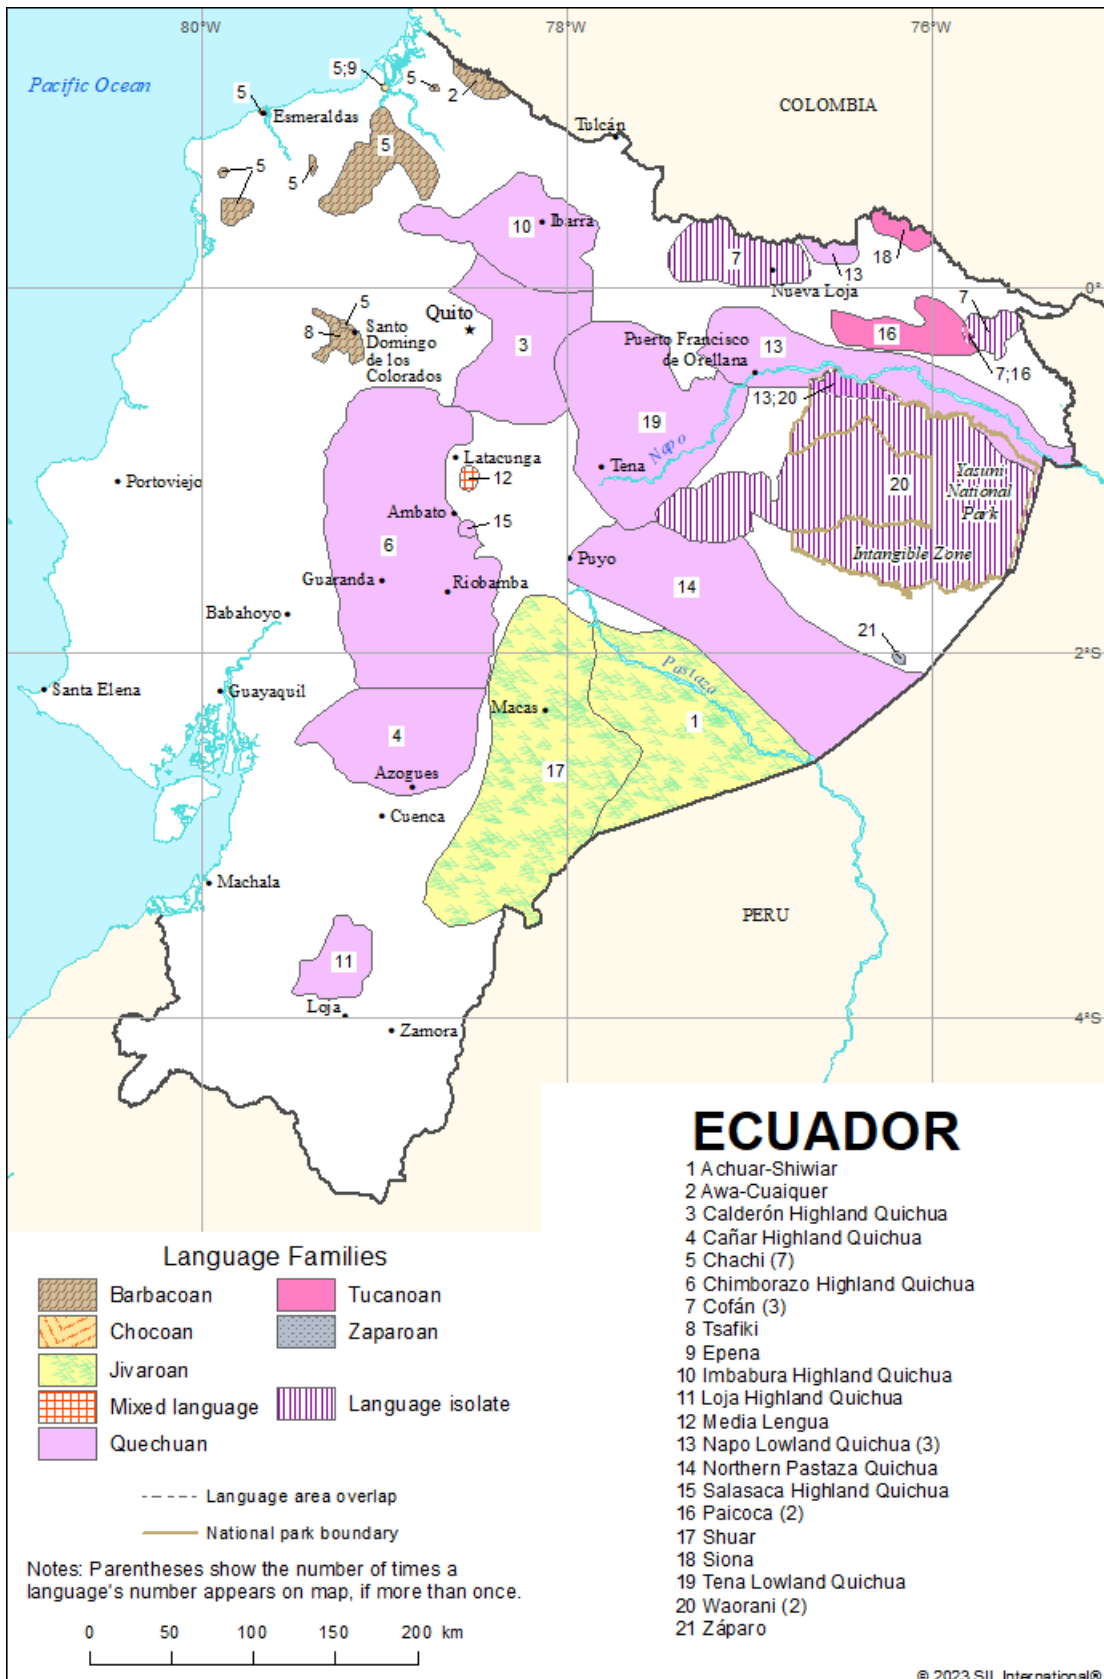 80°W
78°W
76°W
Pacific Ocean
5;9
5
2
COLOMBIA
5
Esmeraldas
Tulcán
5
5
5
10
Ibarra
7
18
13
Nueva Loja
0°
7
5
8
Santo
Domingo
de los
Colorados
Quito
3
Puerto Francisco
de Orellana
13
16
7;16
13;20
19
Napo
Latacunga
12
Tena
Portoviejo
20
Yasuni
National
Park
Ambato
15
6
Intangible Zone
Puyo
Guaranda
Riobamba
14
Babahoyo
21
2°S
Santa Elena
Guayaquil
Pastaza
Macas
1
4
17
Azogues
Cuenca
Machala
PERU
11
Loja
4°S
Zamora
ECUADOR
1 Achuar-Shiwiar
2 Awa-Cuaiquer
3 Calderón Highland Quichua
4 Cañar Highland Quichua
5 Chachi (7)
6 Chimborazo Highland Quichua
7 Cofán (3)
8 Tsafiki
9 Epena
10 Imbabura Highland Quichua
11 Loja Highland Quichua
12 Media Lengua
13 Napo Lowland Quichua (3)
14 Northern Pastaza Quichua
15 Salasaca Highland Quichua
16 Paicoca (2)
17 Shuar
18 Siona
19 Tena Lowland Quichua
20 Waorani (2)
21 Záparo
Language Families
Barbacoan
Chocoan
Jivaroan
Mixed language
Quechuan
Tucanoan
Zaparoan
Language isolate
Language area overlap
National park boundary
Notes: Parentheses show the number of times a
language's number appears on map, if more than once.
0 50 100 150 200 km
© 2023 SIL International®